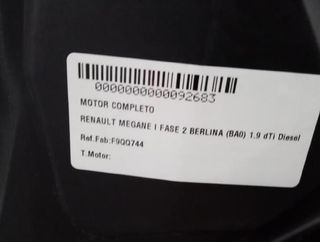 0000000000092683
MOTOR COMPLETO
RENAULT MEGANE I FASE 2 BERLINA (BA0) 1.9 dTi Diesel
Ref.Fab:F9QQ744
T.Motor: